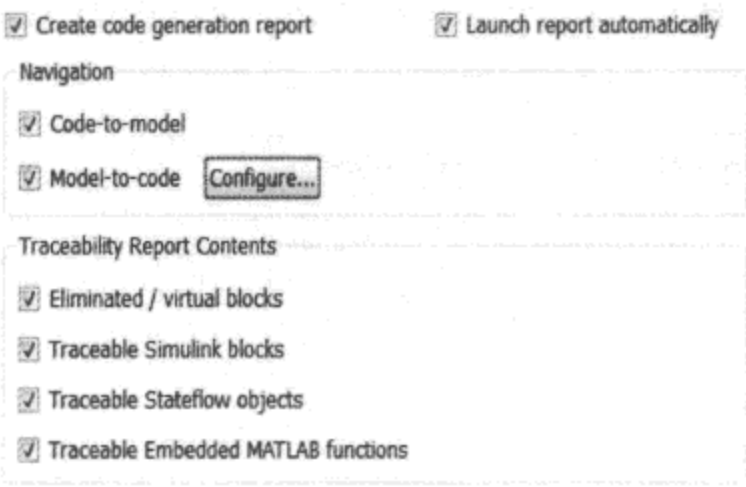 Create code generation report Launch report automatically
Navigation
Code-to-model
Model-to-code Configure...
Traceability Report Contents
Eliminated / virtual blocks
Traceable Simulink blocks
Traceable Stateflow objects
Traceable Embedded MATLAB functions